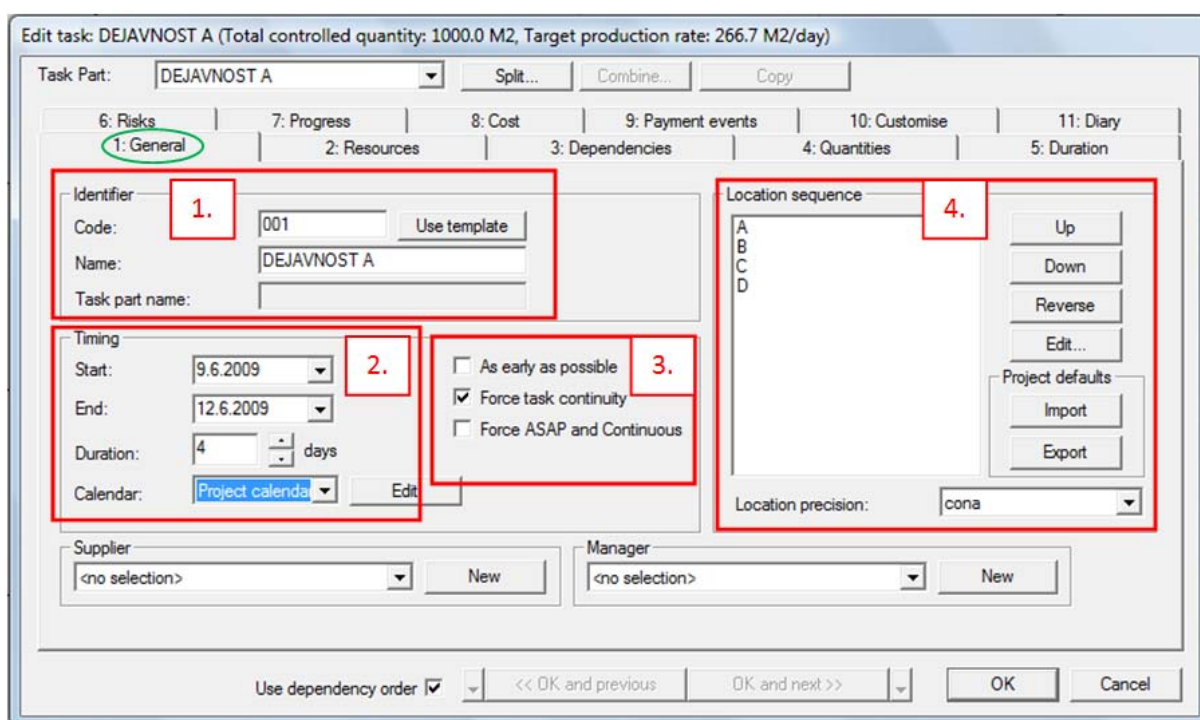 Edit task: DEJAVNOST A (Total controlled quantity: 1000.0 M2, Target production rate: 266.7 M2/day)
Task Part: DEJAVNOST A Split... Combine... Copy
6: Risks 7: Progress 8: Cost 9: Payment events 10: Customise 11: Diary
1: General 2: Resources 3: Dependencies 4: Quantities 5: Duration
Identifier
1.
Code: 001 Use template
Name: DEJAVNOST A
Task part name:
Timing
2.
Start: 9.6.2009
End: 12.6.2009
Duration: 4 days
Calendar: Project calenda Edit
3.
As early as possible
Force task continuity
Force ASAP and Continuous
Location sequence
4.
A
B
C
D
Up
Down
Reverse
Edit...
Project defaults
Import
Export
Location precision: cona
Supplier
<no selection> New
Manager
<no selection> New
Use dependency order << OK and previous OK and next >> OK Cancel